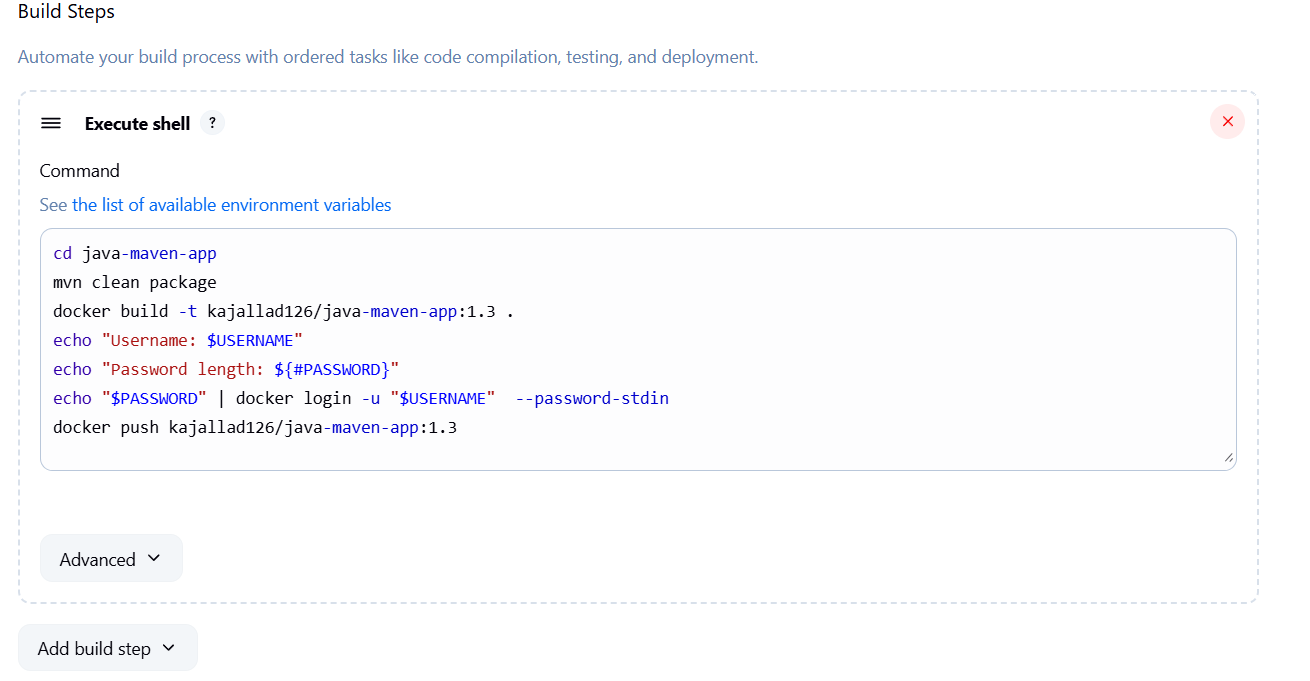 Build Steps
Automate your build process with ordered tasks like code compilation, testing, and deployment.
Execute shell ?
Command
See the list of available environment variables
cd java-maven-app
mvn clean package
docker build -t kajallad126/java-maven-app:1.3 .
echo "Username: $USERNAME"
echo "Password length: ${#PASSWORD}"
echo "$PASSWORD" | docker login -u "$USERNAME"  --password-stdin
docker push kajallad126/java-maven-app:1.3
Advanced
Add build step